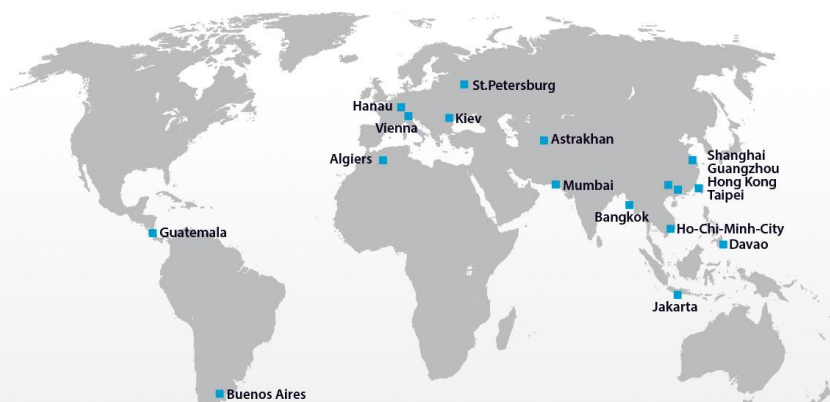 St.Petersburg
Hanau
Vienna
Kiev
Astrakhan
Algiers
Shanghai
Guangzhou
Hong Kong
Taipei
Mumbai
Bangkok
Ho-Chi-Minh-City
Guatemala
Davao
Jakarta
Buenos Aires